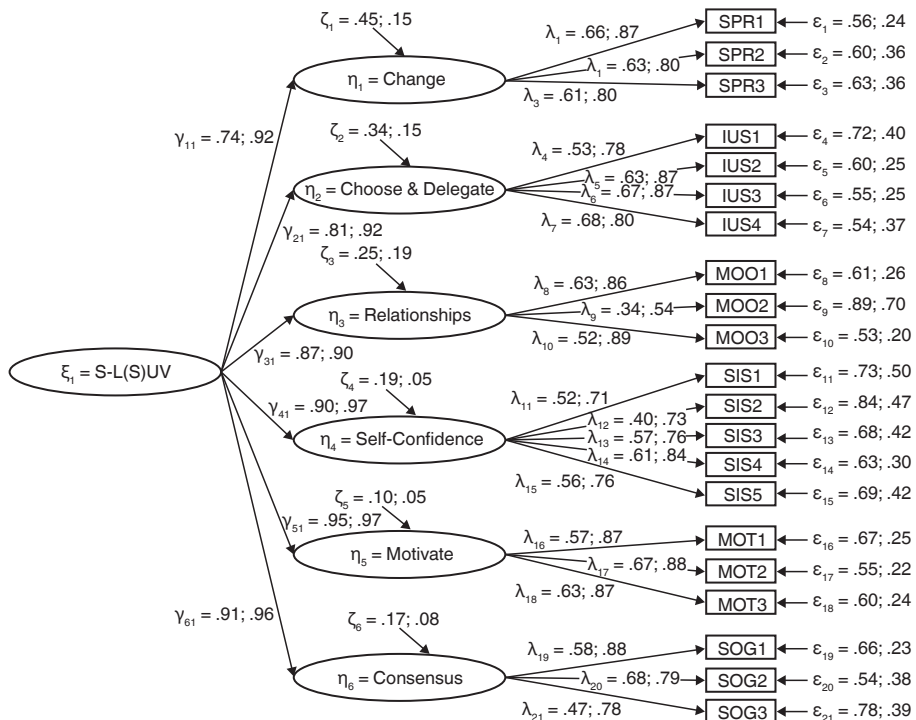 ζ₁ = .45; .15
η₁ = Change
λ₁ = .66; .87
λ₁ = .63; .80
λ₃ = .61; .80
SPR1
SPR2
SPR3
ε₁ = .56; .24
ε₂ = .60; .36
ε₃ = .63; .36
γ₁₁ = .74; .92
ζ₂ = .34; .15
η₂ = Choose & Delegate
λ₄ = .53; .78
λ₅ = .63; .87
λ₆ = .67; .87
λ₇ = .68; .80
IUS1
IUS2
IUS3
IUS4
ε₄ = .72; .40
ε₅ = .60; .25
ε₆ = .55; .25
ε₇ = .54; .37
γ₂₁ = .81; .92
ζ₃ = .25; .19
η₃ = Relationships
λ₈ = .63; .86
λ₉ = .34; .54
λ₁₀ = .52; .89
MOO1
MOO2
MOO3
ε₈ = .61; .26
ε₉ = .89; .70
ε₁₀ = .53; .20
ξ₁ = S-L(S)UV
γ₃₁ = .87; .90
ζ₄ = .19; .05
γ₄₁ = .90; .97
η₄ = Self-Confidence
λ₁₁ = .52; .71
λ₁₂ = .40; .73
λ₁₃ = .57; .76
λ₁₄ = .61; .84
λ₁₅ = .56; .76
SIS1
SIS2
SIS3
SIS4
SIS5
ε₁₁ = .73; .50
ε₁₂ = .84; .47
ε₁₃ = .68; .42
ε₁₄ = .63; .30
ε₁₅ = .69; .42
ζ₅ = .10; .05
γ₅₁ = .95; .97
η₅ = Motivate
λ₁₆ = .57; .87
λ₁₇ = .67; .88
λ₁₈ = .63; .87
MOT1
MOT2
MOT3
ε₁₆ = .67; .25
ε₁₇ = .55; .22
ε₁₈ = .60; .24
γ₆₁ = .91; .96
ζ₆ = .17; .08
η₆ = Consensus
λ₁₉ = .58; .88
λ₂₀ = .68; .79
λ₂₁ = .47; .78
SOG1
SOG2
SOG3
ε₁₉ = .66; .23
ε₂₀ = .54; .38
ε₂₁ = .78; .39